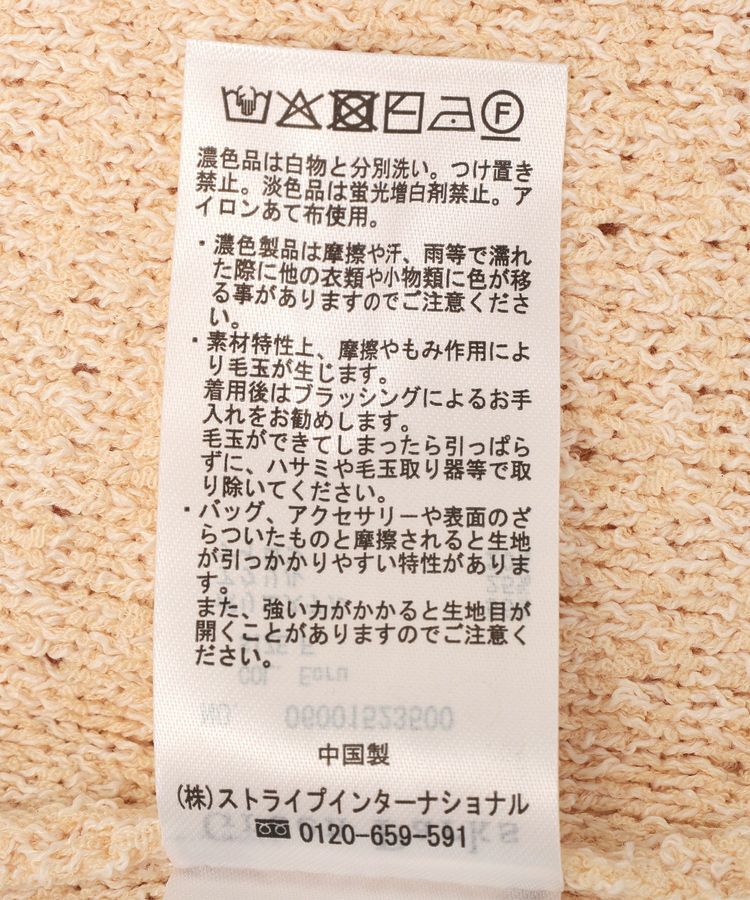 濃色品は白物と分別洗い。つけ置き
禁止。淡色品は蛍光増白剤禁止。ア
イロンあて布使用。
・濃色製品は摩擦や汗、雨等で濡れ
た際に他の衣類や小物類に色が移
る事がありますのでご注意くださ
い。
・素材特性上、摩擦やもみ作用によ
り毛玉が生じます。
着用後はブラッシングによるお手
入れをお勧めします。
毛玉ができてしまったら引っぱら
ずに、ハサミや毛玉取り器等で取
り除いてください。
・バッグ、アクセサリーや表面のざ
らついたものと摩擦されると生地
が引っかかりやすい特性がありま
す。
また、強い力がかかると生地目が
開くことがありますのでご注意く
ださい。
中国製
(株)ストライプインターナショナル
0120-659-591